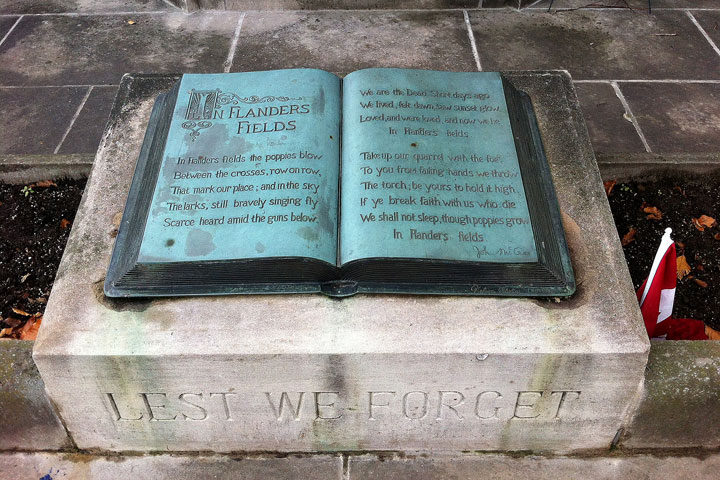 In Flanders
Fields
In Flanders fields the poppies blow
Between the crosses, row on row,
That mark our place; and in the sky
The larks, still bravely singing fly
Scarce heard amid the guns below.
We are the Dead. Short days ago
We lived, felt dawn, saw sunset glow,
Loved, and were loved, and now we lie
In Flanders fields
Take up our quarrel with the foe:
To you from failing hands we throw
The torch; be yours to hold it high.
If ye break faith with us who die
We shall not sleep, though poppies grow
In Flanders fields
John McCrae
LEST WE FORGET